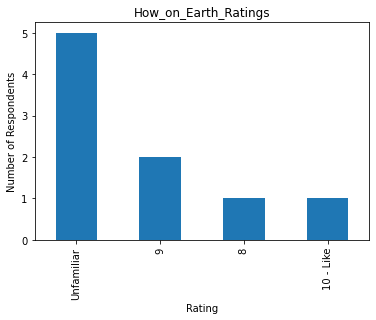 How_on_Earth_Ratings
Number of Respondents
5
4
3
2
1
0
Unfamiliar
9
8
10 - Like
Rating